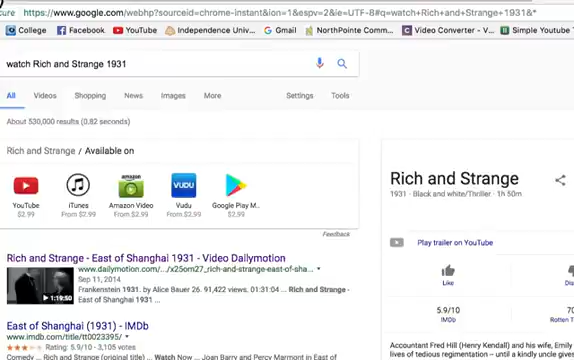 cure https://www.google.com/webhp?sourceid=chrome-instant&ion=1&espv=2&ie=UTF-8#q=watch+Rich+and+Strange+1931&*
College Facebook YouTube Independence Univ... Gmail NorthPointe Comm... Video Converter - V... Simple Youtube
watch Rich and Strange 1931
All Videos Shopping News Images More Settings Tools
About 530,000 results (0.82 seconds)
Rich and Strange / Available on
YouTube iTunes Amazon Video Vudu Google Play M...
$2.99 From $2.99 From $2.99 From $2.99 $2.99
Feedback
Rich and Strange - East of Shanghai 1931 - Video Dailymotion
www.dailymotion.com/.../x25om27_rich-and-strange-east-of-sha...
Sep 11, 2014
Frankenstein 1931. by Alice Bauer 26. 91,422 views. 01:31:04 ... Rich and Strange -
East of Shanghai 1931 ...
1:19:50
East of Shanghai (1931) - IMDb
www.imdb.com/title/tt0023395/
Rating: 5.9/10 - 3,105 votes
Comedy ... Rich and Strange (original title) ... Watch Now ... Joan Barry and Percy Marmont in East of
Rich and Strange
1931 · Black and white/Thriller · 1h 50m
Play trailer on YouTube
Like Dis
5.9/10 70
IMDb Rotten T
Accountant Fred Hill (Henry Kendall) and his wife, Emily
lives of tedious regimentation -- until a kindly uncle giv